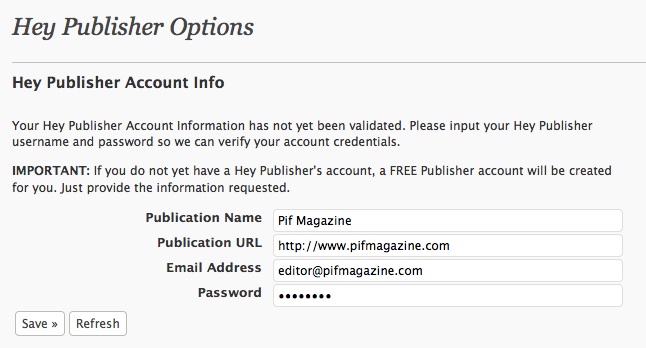 Hey Publisher Options
Hey Publisher Account Info
Your Hey Publisher Account Information has not yet been validated. Please input your Hey Publisher
username and password so we can verify your account credentials.
IMPORTANT: If you do not yet have a Hey Publisher's account, a FREE Publisher account will be created
for you. Just provide the information requested.
Publication Name Pif Magazine
Publication URL http://www.pifmagazine.com
Email Address editor@pifmagazine.com
Password ••••••••
Save » Refresh